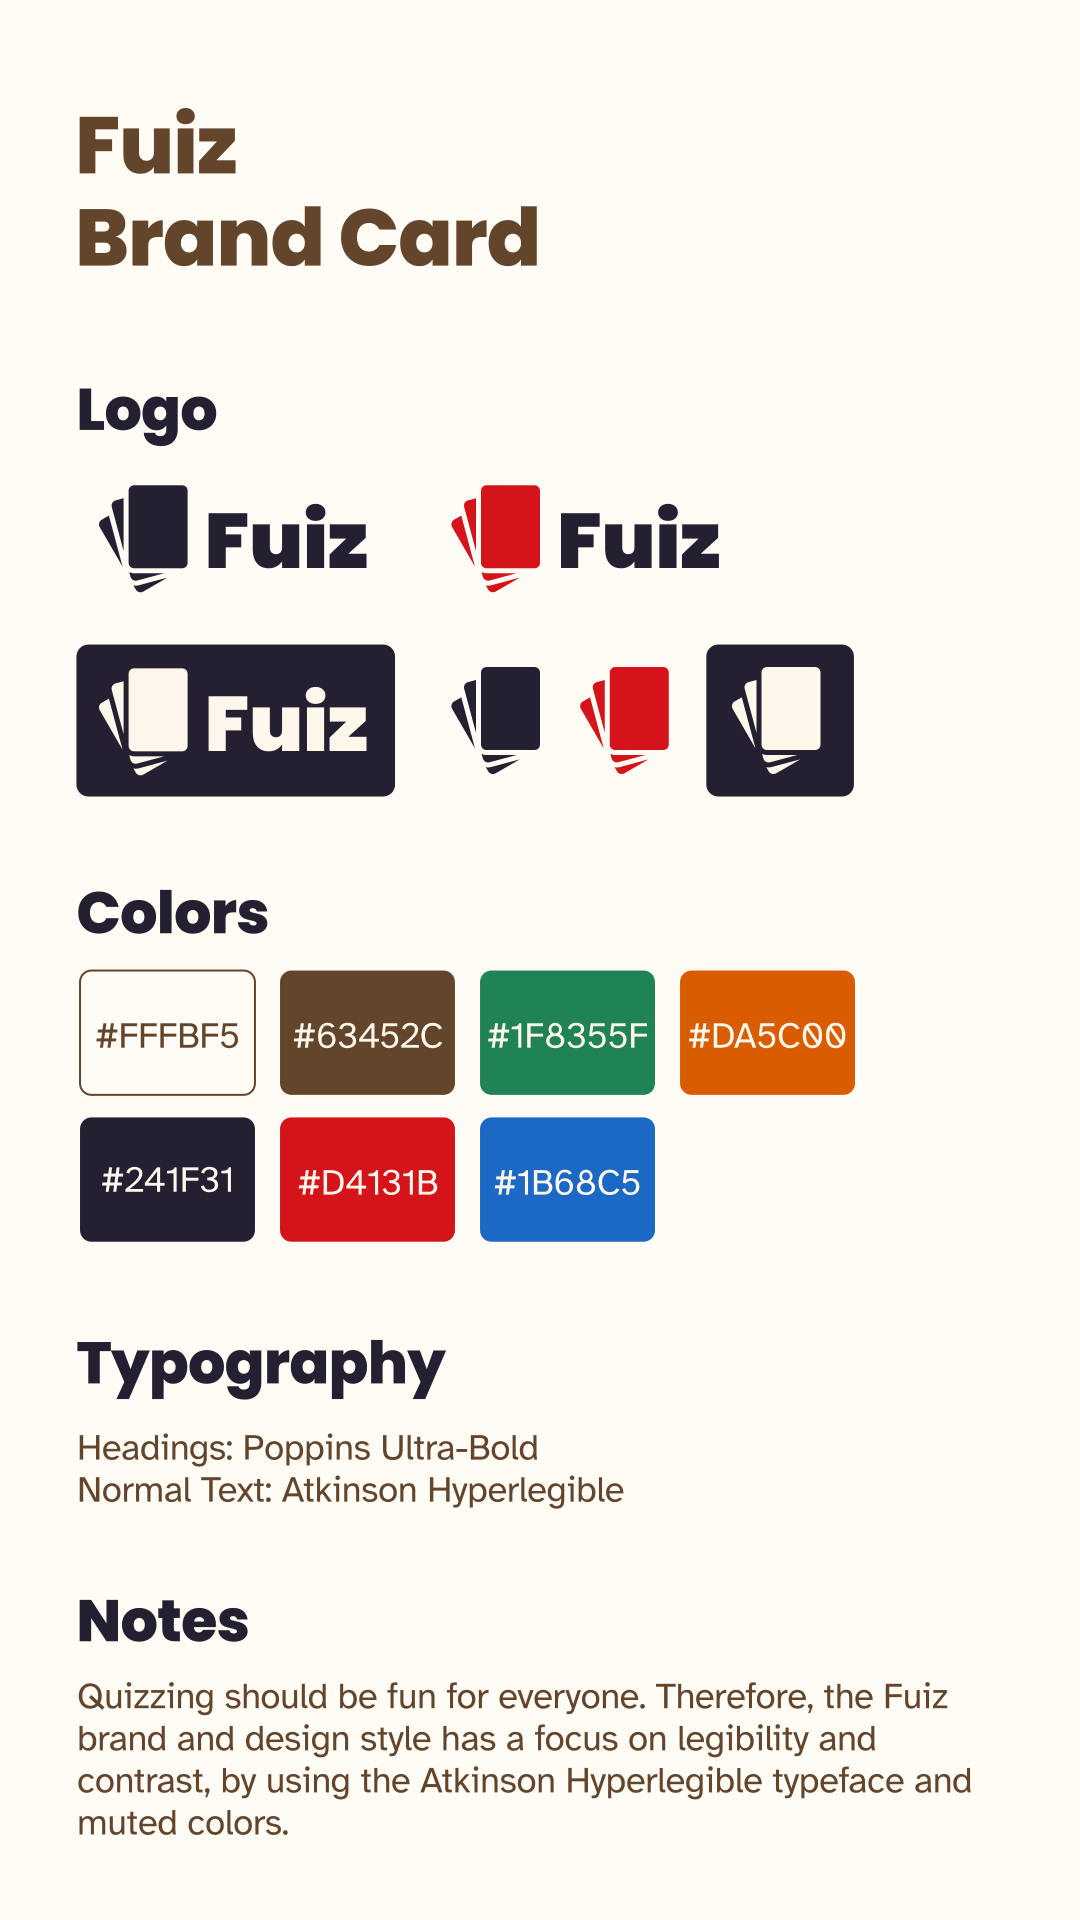 Fuiz
Brand Card
Logo
Fuiz
Fuiz
Fuiz
Colors
#FFFBF5
#63452C
#1F8355F
#DA5C00
#241F31
#D4131B
#1B68C5
Typography
Headings: Poppins Ultra-Bold
Normal Text: Atkinson Hyperlegible
Notes
Quizzing should be fun for everyone. Therefore, the Fuiz
brand and design style has a focus on legibility and
contrast, by using the Atkinson Hyperlegible typeface and
muted colors.